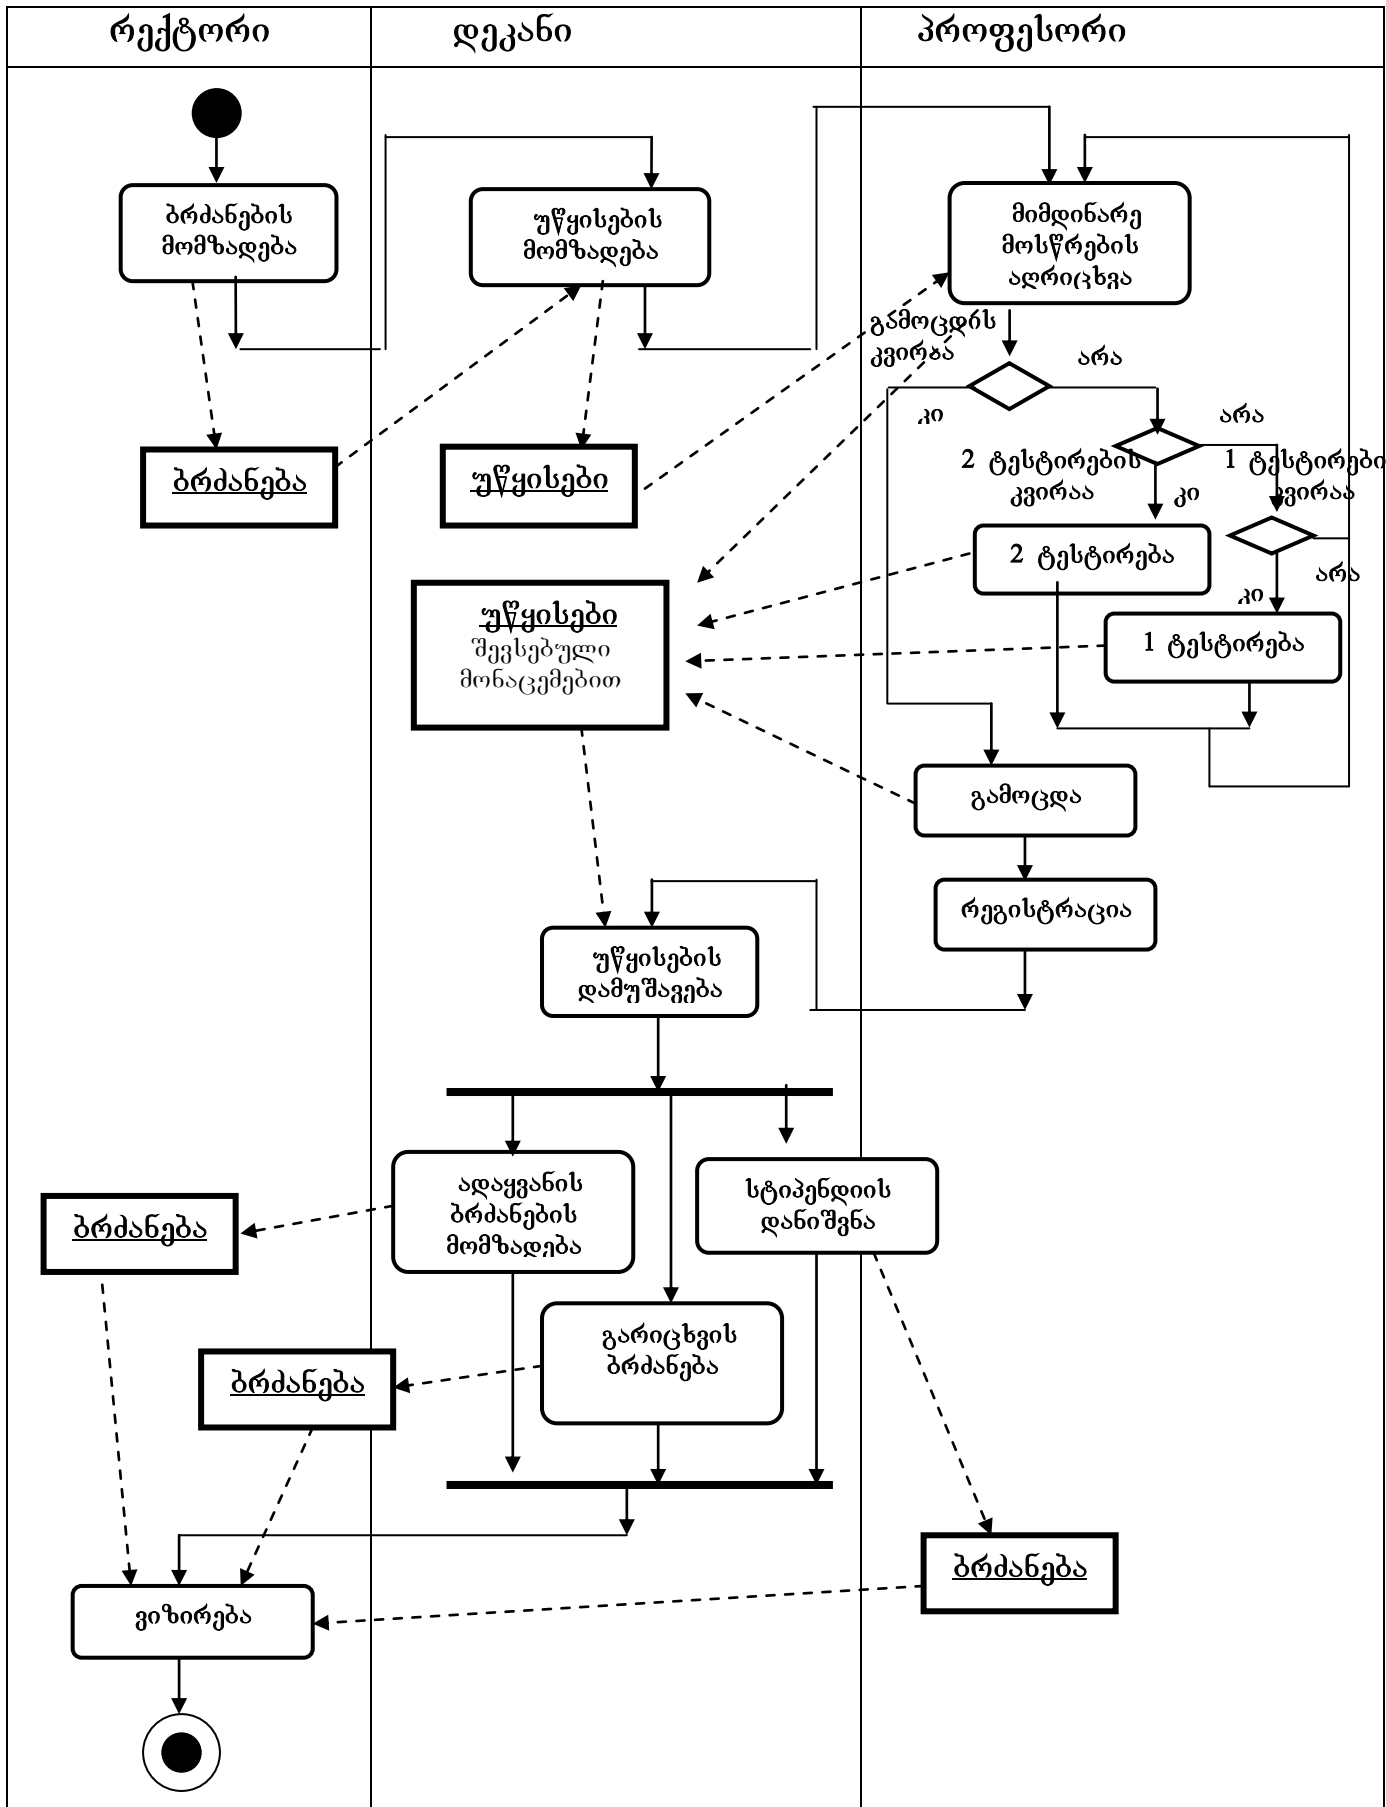 რექტორი
დეკანი
პროფესორი
ბრძანების
მომზადება
უწყისების
მომზადება
მიმდინარე
მოსწრების
აღრიცხვა
გამოცდის
კვირაა
არა
კი
არა
2 ტესტირების
კვირაა
1 ტესტირები
კვირაა
კი
ბრძანება
უწყისები
2 ტესტირება
არა
კი
უწყისები
შევსებული
მონაცემებით
1 ტესტირება
გამოცდა
რეგისტრაცია
უწყისების
დამუშავება
ადაყვანის
ბრძანების
მომზადება
სტიპენდიის
დანიშვნა
ბრძანება
გარიცხვის
ბრძანება
ბრძანება
ბრძანება
ვიზირება